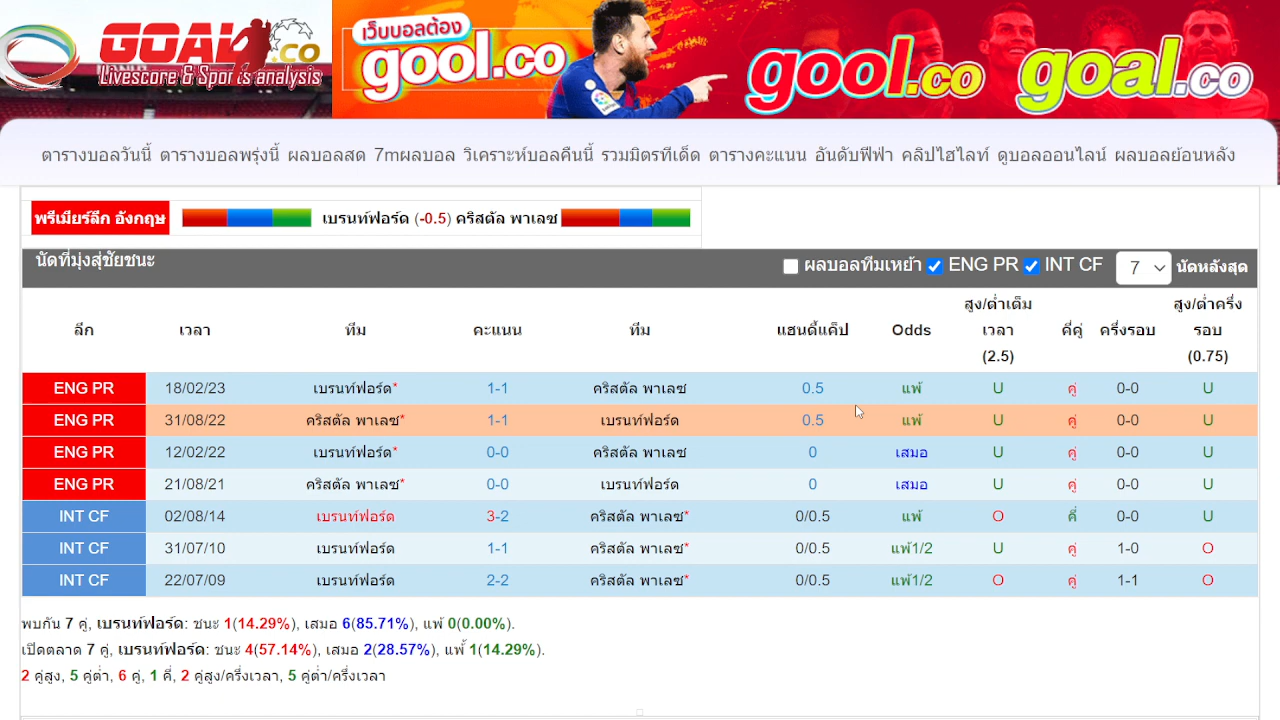 GOAL.co
Livescore & Sports analysis
เว็บบอลต้อง
gool.co
gool.co goal.co
ตารางบอลวันนี้ ตารางบอลพรุ่งนี้ ผลบอลสด 7mผลบอล วิเคราะห์บอลคืนนี้ รวมมิตรทีเด็ด ตารางคะแนน อันดับฟีฟ่า คลิปไฮไลท์ ดูบอลออนไลน์ ผลบอลย้อนหลัง
พรีเมียร์ลีก อังกฤษ เบรนท์ฟอร์ด (-0.5) คริสตัล พาเลซ
นัดที่มุ่งสู่ชัยชนะ ผลบอลทีมเหย้า ENG PR INT CF 7 นัดหลังสุด
ลีก เวลา ทีม คะแนน ทีม แฮนดี้แค็ป Odds สูง/ต่ำเต็มเวลา (2.5) คี่คู่ ครึ่งรอบ สูง/ต่ำครึ่งรอบ (0.75)
ENG PR 18/02/23 เบรนท์ฟอร์ด* 1-1 คริสตัล พาเลซ 0.5 แพ้ U คู่ 0-0 U
ENG PR 31/08/22 คริสตัล พาเลซ* 1-1 เบรนท์ฟอร์ด 0.5 แพ้ U คู่ 0-0 U
ENG PR 12/02/22 เบรนท์ฟอร์ด* 0-0 คริสตัล พาเลซ 0 เสมอ U คู่ 0-0 U
ENG PR 21/08/21 คริสตัล พาเลซ* 0-0 เบรนท์ฟอร์ด 0 เสมอ U คู่ 0-0 U
INT CF 02/08/14 เบรนท์ฟอร์ด 3-2 คริสตัล พาเลซ* 0/0.5 แพ้ O คี่ 0-0 U
INT CF 31/07/10 เบรนท์ฟอร์ด 1-1 คริสตัล พาเลซ* 0/0.5 แพ้1/2 U คู่ 1-0 O
INT CF 22/07/09 เบรนท์ฟอร์ด 2-2 คริสตัล พาเลซ* 0/0.5 แพ้1/2 O คู่ 1-1 O
พบกัน 7 คู่, เบรนท์ฟอร์ด: ชนะ 1(14.29%), เสมอ 6(85.71%), แพ้ 0(0.00%).
เปิดตลาด 7 คู่, เบรนท์ฟอร์ด: ชนะ 4(57.14%), เสมอ 2(28.57%), แพ้ 1(14.29%).
2 คู่สูง, 5 คู่ต่ำ, 6 คู่, 1 คี่, 2 คู่สูง/ครึ่งเวลา, 5 คู่ต่ำ/ครึ่งเวลา